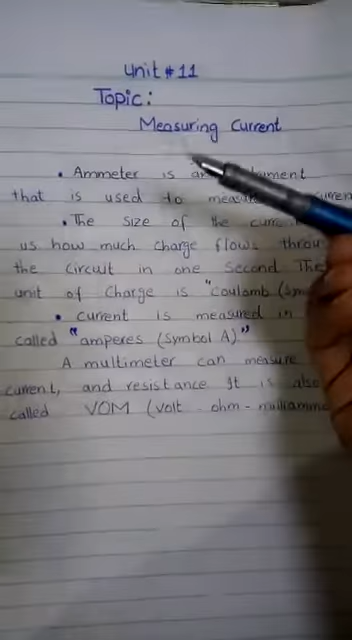 Unit # 11
Topic:
Measuring Current
• Ammeter is an
that is used to
• The size of the
us how much charge flows
the circuit in one second The
unit of Charge is "Coulomb
• Current is measured in
called "amperes (Symbol A)."
A multimeter can measure
current, and resistance It is also
called VOM (volt - ohm -